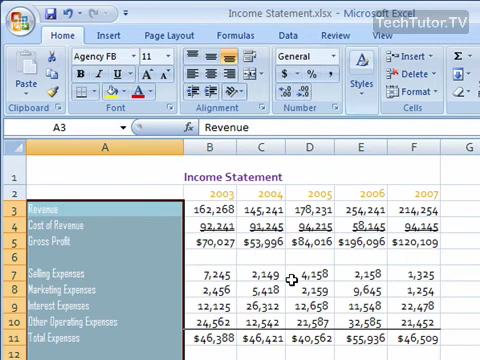 Income Statement.xlsx - Microsoft Excel
TechTutor.TV
Home Insert Page Layout Formulas Data Review View
Paste
Clipboard
Agency FB 11
B I U A A
Font
Alignment
General
$ % ,
.0 .00 .00 .0
Number
A
Styles
Insert
Delete
Format
Cells
Σ
A3 fx Revenue
A B C D E F G
1 Income Statement
2 2003 2004 2005 2006 2007
3 Revenue 162,268 145,241 178,231 254,241 214,254
4 Cost of Revenue 92,241 91,245 94,215 58,145 94,145
5 Gross Profit $70,027 $53,996 $84,016 $196,096 $120,109
6
7 Selling Expenses 7,245 2,149 4,158 2,158 1,325
8 Marketing Expenses 2,456 5,418 2,159 9,645 1,254
9 Interest Expenses 12,125 26,312 12,658 11,548 22,478
10 Other Operating Expenses 24,562 12,542 21,587 32,585 21,452
11 Total Expenses $46,388 $46,421 $40,562 $55,936 $46,509
12